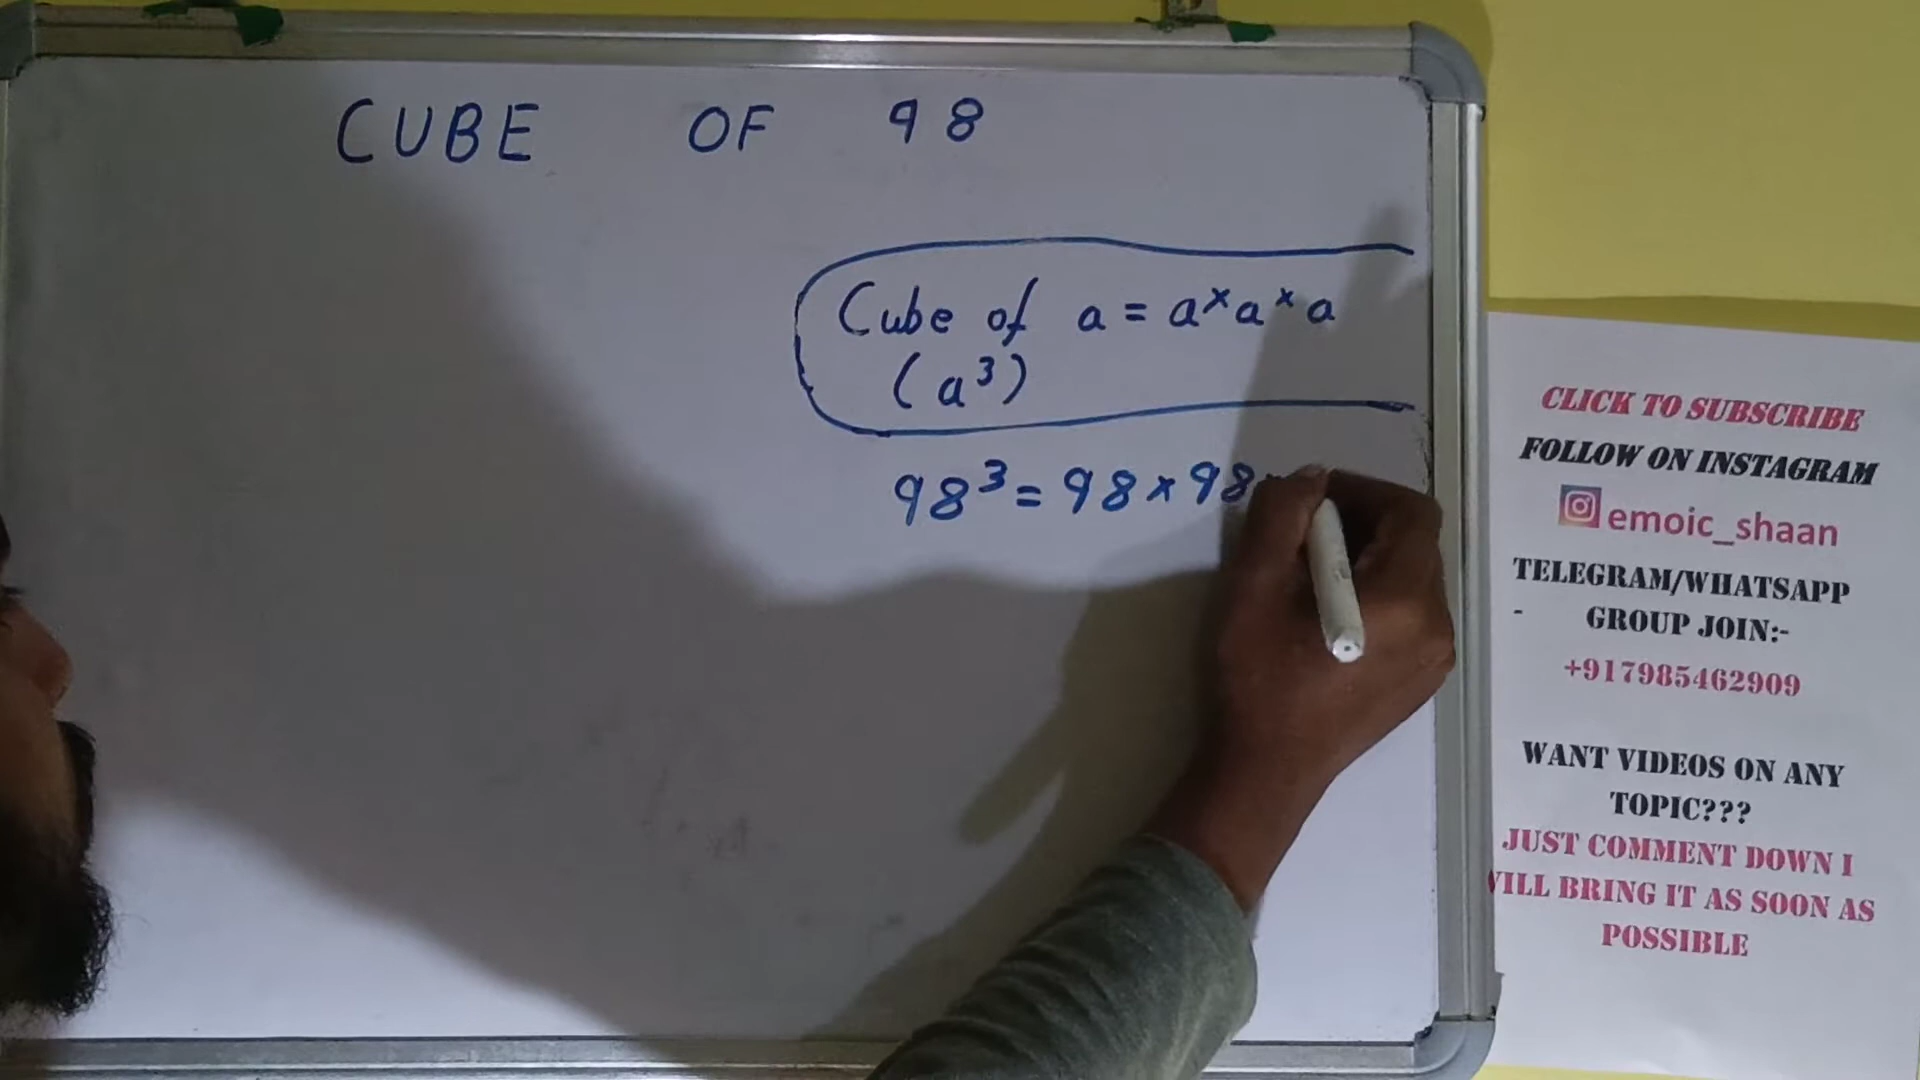 CUBE OF 98
Cube of a = a × a × a
(a³)
98³ = 98 × 98 ×
CLICK TO SUBSCRIBE
FOLLOW ON INSTAGRAM
emoic_shaan
TELEGRAM/WHATSAPP
- GROUP JOIN:-
+917985462909
WANT VIDEOS ON ANY
TOPIC???
JUST COMMENT DOWN I
VILL BRING IT AS SOON AS
POSSIBLE